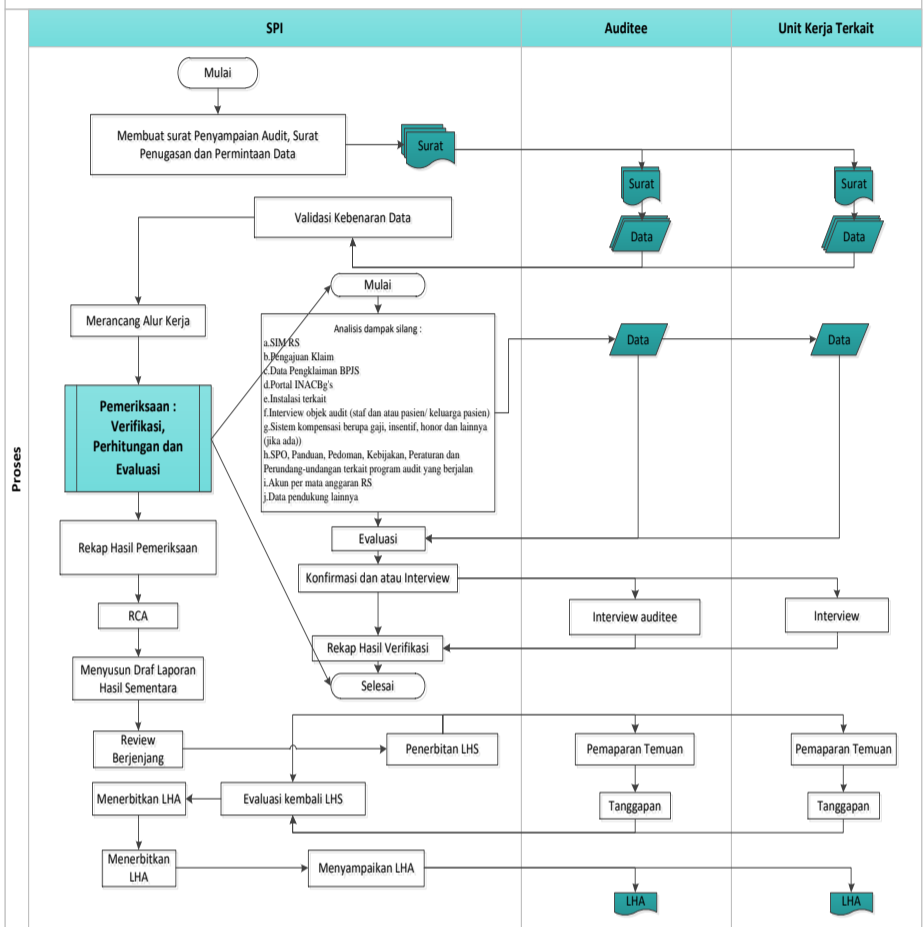 SPI
Auditee
Unit Kerja Terkait
Proses
Mulai
Membuat surat Penyampaian Audit, Surat
Penugasan dan Permintaan Data
Surat
Surat
Surat
Validasi Kebenaran Data
Data
Data
Merancang Alur Kerja
Mulai
Analisis dampak silang :
a.SIM RS
b.Pengajuan Klaim
c.Data Pengklaiman BPJS
d.Portal INACBg's
e.Instalasi terkait
f.Interview objek audit (staf dan atau pasien/ keluarga pasien)
g.Sistem kompensasi berupa gaji, insentif, honor dan lainnya
(jika ada))
h.SPO, Panduan, Pedoman, Kebijakan, Peraturan dan
Perundang-undangan terkait program audit yang berjalan
i.Akun per mata anggaran RS
j.Data pendukung lainnya
Data
Data
Pemeriksaan :
Verifikasi,
Perhitungan dan
Evaluasi
Evaluasi
Rekap Hasil Pemeriksaan
Konfirmasi dan atau Interview
RCA
Interview auditee
Interview
Rekap Hasil Verifikasi
Menyusun Draf Laporan
Hasil Sementara
Selesai
Review
Berjenjang
Penerbitan LHS
Pemaparan Temuan
Pemaparan Temuan
Menerbitkan LHA
Evaluasi kembali LHS
Tanggapan
Tanggapan
Menerbitkan
LHA
Menyampaikan LHA
LHA
LHA